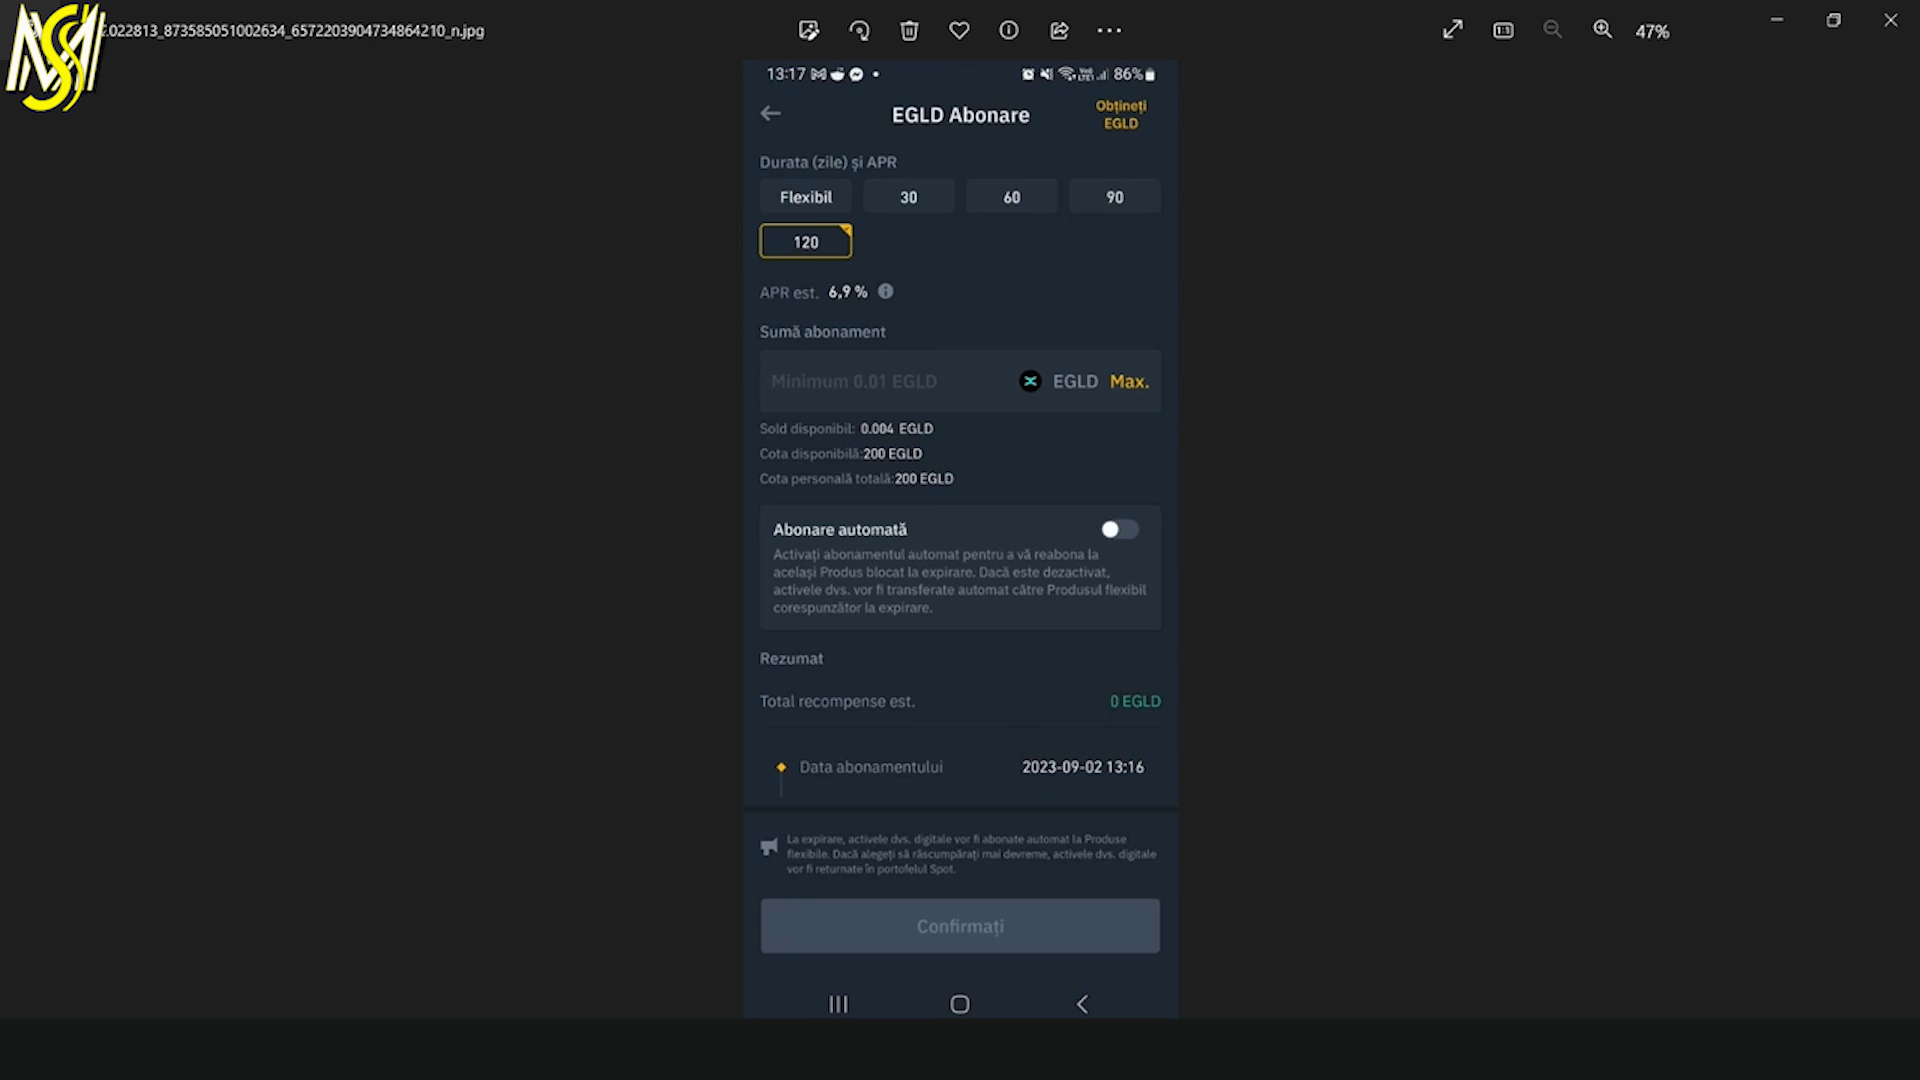 022813_873585051002634_6572203904734864210_n.jpg
47%
13:17
86%
EGLD Abonare
Obțineți
EGLD
Durata (zile) și APR
Flexibil
30
60
90
120
APR est. 6,9 %
Sumă abonament
Minimum 0.01 EGLD
EGLD Max.
Sold disponibil: 0.004 EGLD
Cota disponibilă:200 EGLD
Cota personală totală:200 EGLD
Abonare automată
Activați abonamentul automat pentru a vă reabona la
același Produs blocat la expirare. Dacă este dezactivat,
activele dvs. vor fi transferate automat către Produsul flexibil
corespunzător la expirare.
Rezumat
Total recompense est.
0 EGLD
Data abonamentului
2023-09-02 13:16
La expirare, activele dvs. digitale vor fi abonate automat la Produse
flexibile. Dacă alegeți să răscumpărați mai devreme, activele dvs. digitale
vor fi returnate în portofelul Spot.
Confirmați